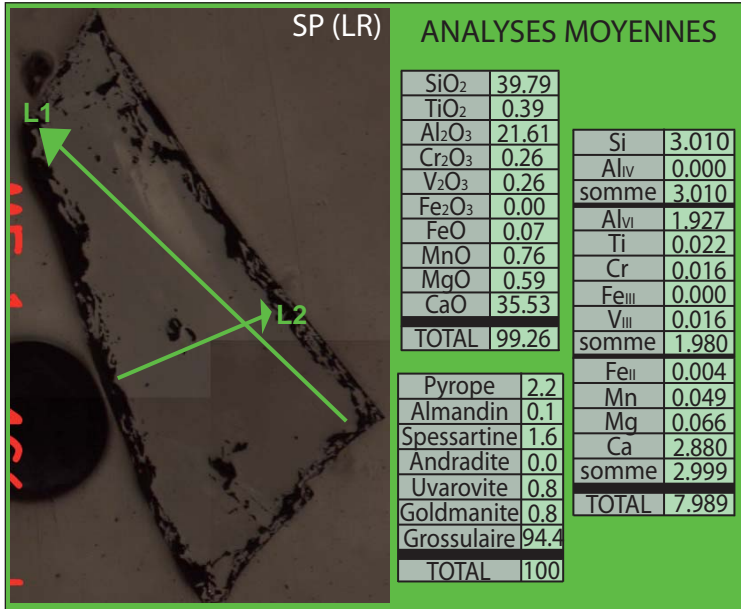 SP (LR)
L1
L2
ANALYSES MOYENNES
SiO₂ 39.79
TiO₂ 0.39
Al₂O₃ 21.61
Cr₂O₃ 0.26
V₂O₃ 0.26
Fe₂O₃ 0.00
FeO 0.07
MnO 0.76
MgO 0.59
CaO 35.53
TOTAL 99.26
Pyrope 2.2
Almandin 0.1
Spessartine 1.6
Andradite 0.0
Uvarovite 0.8
Goldmanite 0.8
Grossulaire 94.4
TOTAL 100
Si 3.010
AlIV 0.000
somme 3.010
AlVI 1.927
Ti 0.022
Cr 0.016
FeIII 0.000
VIII 0.016
somme 1.980
FeII 0.004
Mn 0.049
Mg 0.066
Ca 2.880
somme 2.999
TOTAL 7.989